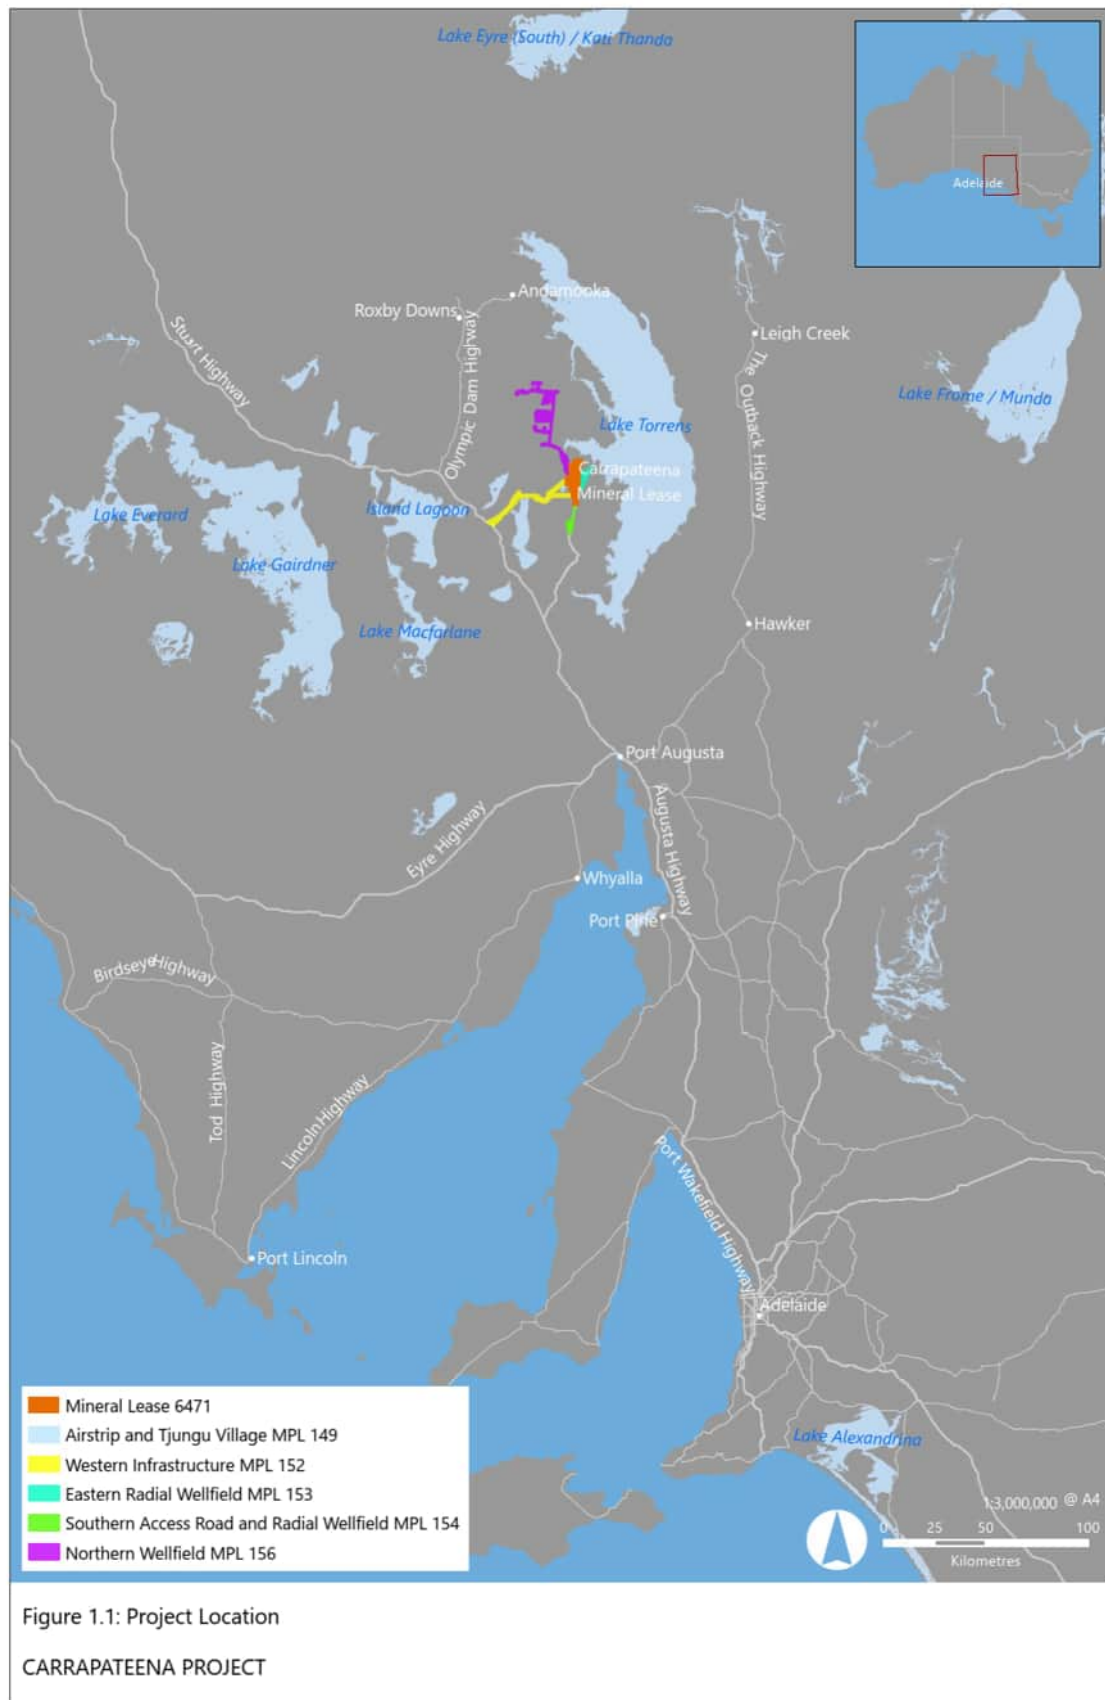 Lake Eyre (South) / Kati Thanda
Adelaide
Andamooka
Roxby Downs
Stuart Highway
Olympic Dam Highway
Leigh Creek
The Outback Highway
Lake Frome / Munda
Lake Torrens
Carrapateena
Mineral Lease
Lake Everard
Island Lagoon
Lake Gairdner
Lake Macfarlane
Hawker
Port Augusta
Augusta Highway
Eyre Highway
Whyalla
Port Pirie
Birdseye Highway
Tod Highway
Lincoln Highway
Port Wakefield Highway
Port Lincoln
Adelaide
Lake Alexandrina
Mineral Lease 6471
Airstrip and Tjungu Village MPL 149
Western Infrastructure MPL 152
Eastern Radial Wellfield MPL 153
Southern Access Road and Radial Wellfield MPL 154
Northern Wellfield MPL 156
1:3,000,000 @ A4
0 25 50 100
Kilometres
Figure 1.1: Project Location
CARRAPATEENA PROJECT